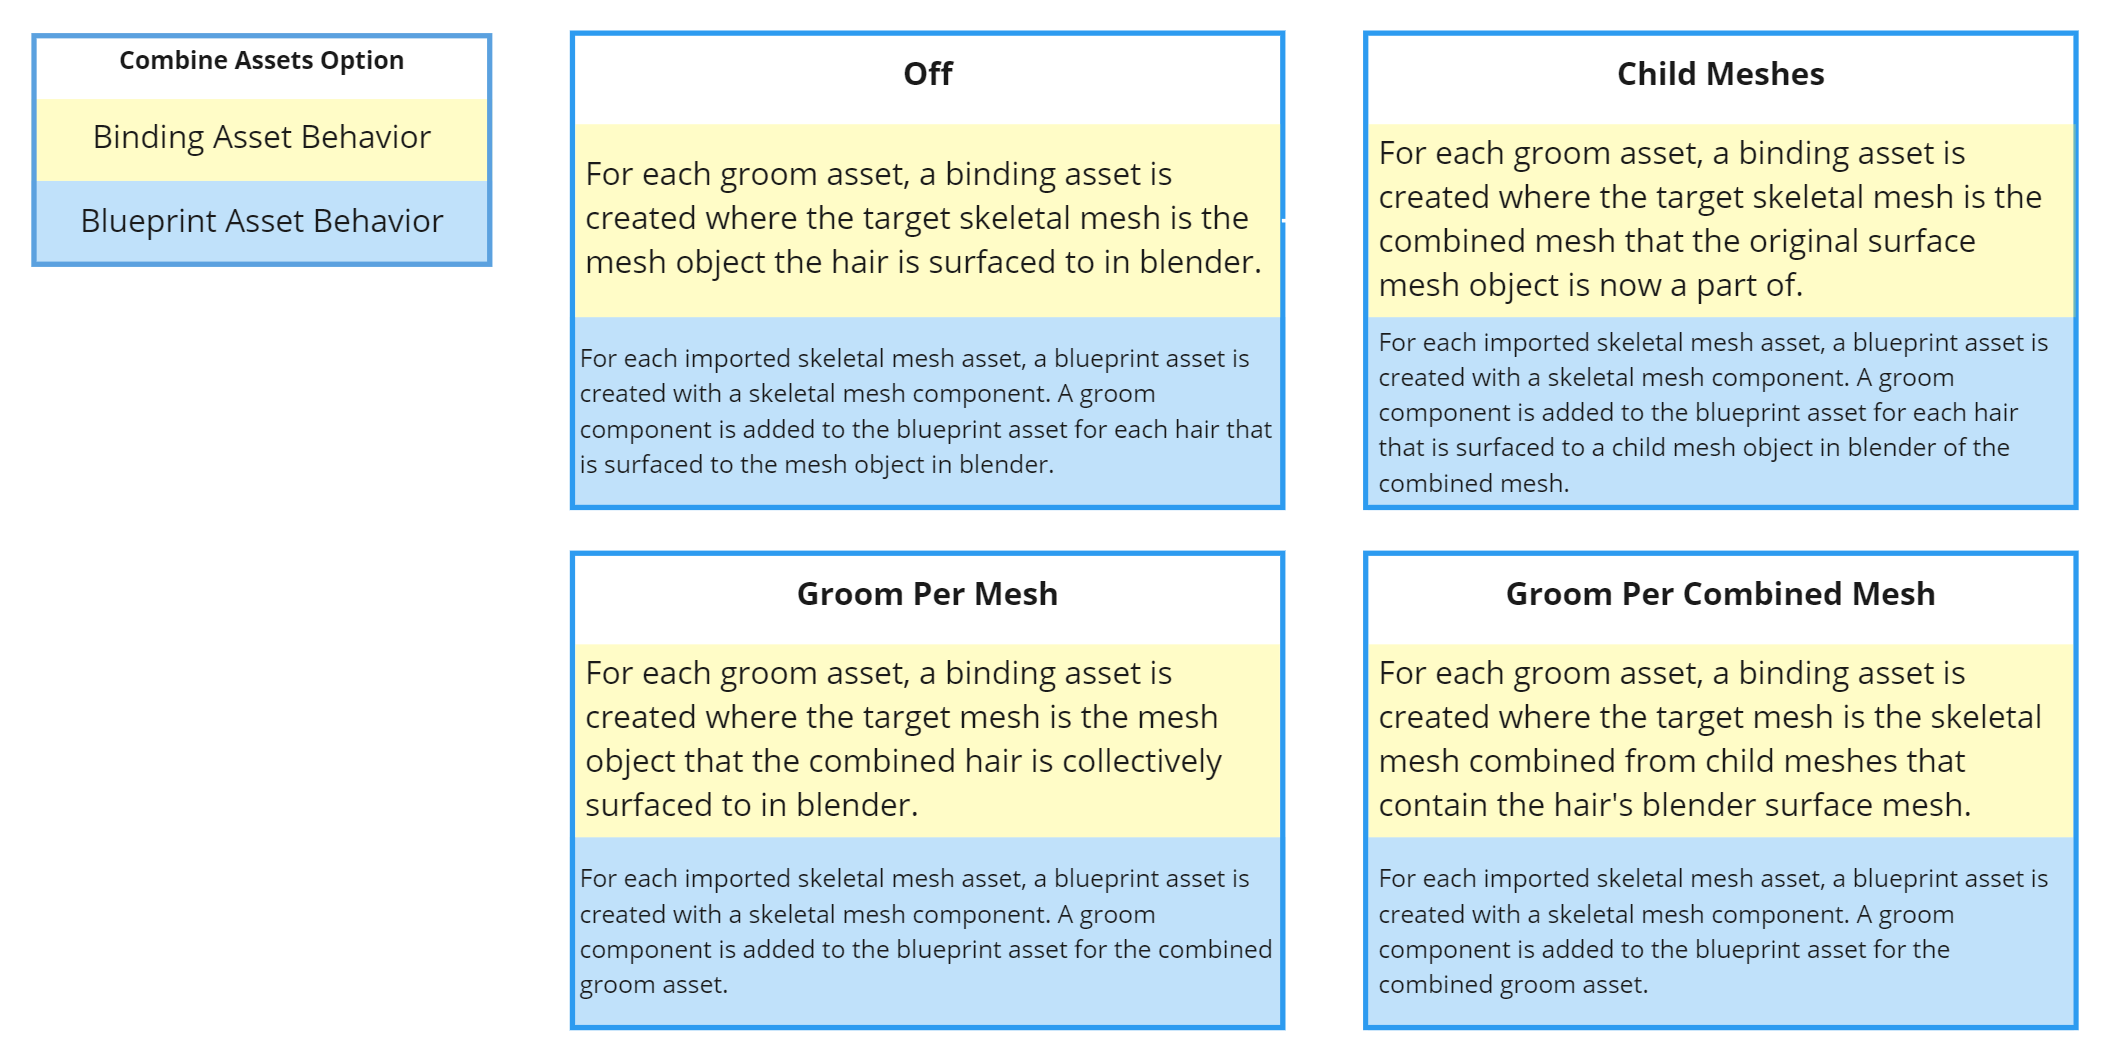 Combine Assets Option
Binding Asset Behavior
Blueprint Asset Behavior
Off
For each groom asset, a binding asset is
created where the target skeletal mesh is the
mesh object the hair is surfaced to in blender.
For each imported skeletal mesh asset, a blueprint asset is
created with a skeletal mesh component. A groom
component is added to the blueprint asset for each hair that
is surfaced to the mesh object in blender.
Child Meshes
For each groom asset, a binding asset is
created where the target skeletal mesh is the
combined mesh that the original surface
mesh object is now a part of.
For each imported skeletal mesh asset, a blueprint asset is
created with a skeletal mesh component. A groom
component is added to the blueprint asset for each hair
that is surfaced to a child mesh object in blender of the
combined mesh.
Groom Per Mesh
For each groom asset, a binding asset is
created where the target mesh is the mesh
object that the combined hair is collectively
surfaced to in blender.
For each imported skeletal mesh asset, a blueprint asset is
created with a skeletal mesh component. A groom
component is added to the blueprint asset for the combined
groom asset.
Groom Per Combined Mesh
For each groom asset, a binding asset is
created where the target mesh is the skeletal
mesh combined from child meshes that
contain the hair's blender surface mesh.
For each imported skeletal mesh asset, a blueprint asset is
created with a skeletal mesh component. A groom
component is added to the blueprint asset for the
combined groom asset.